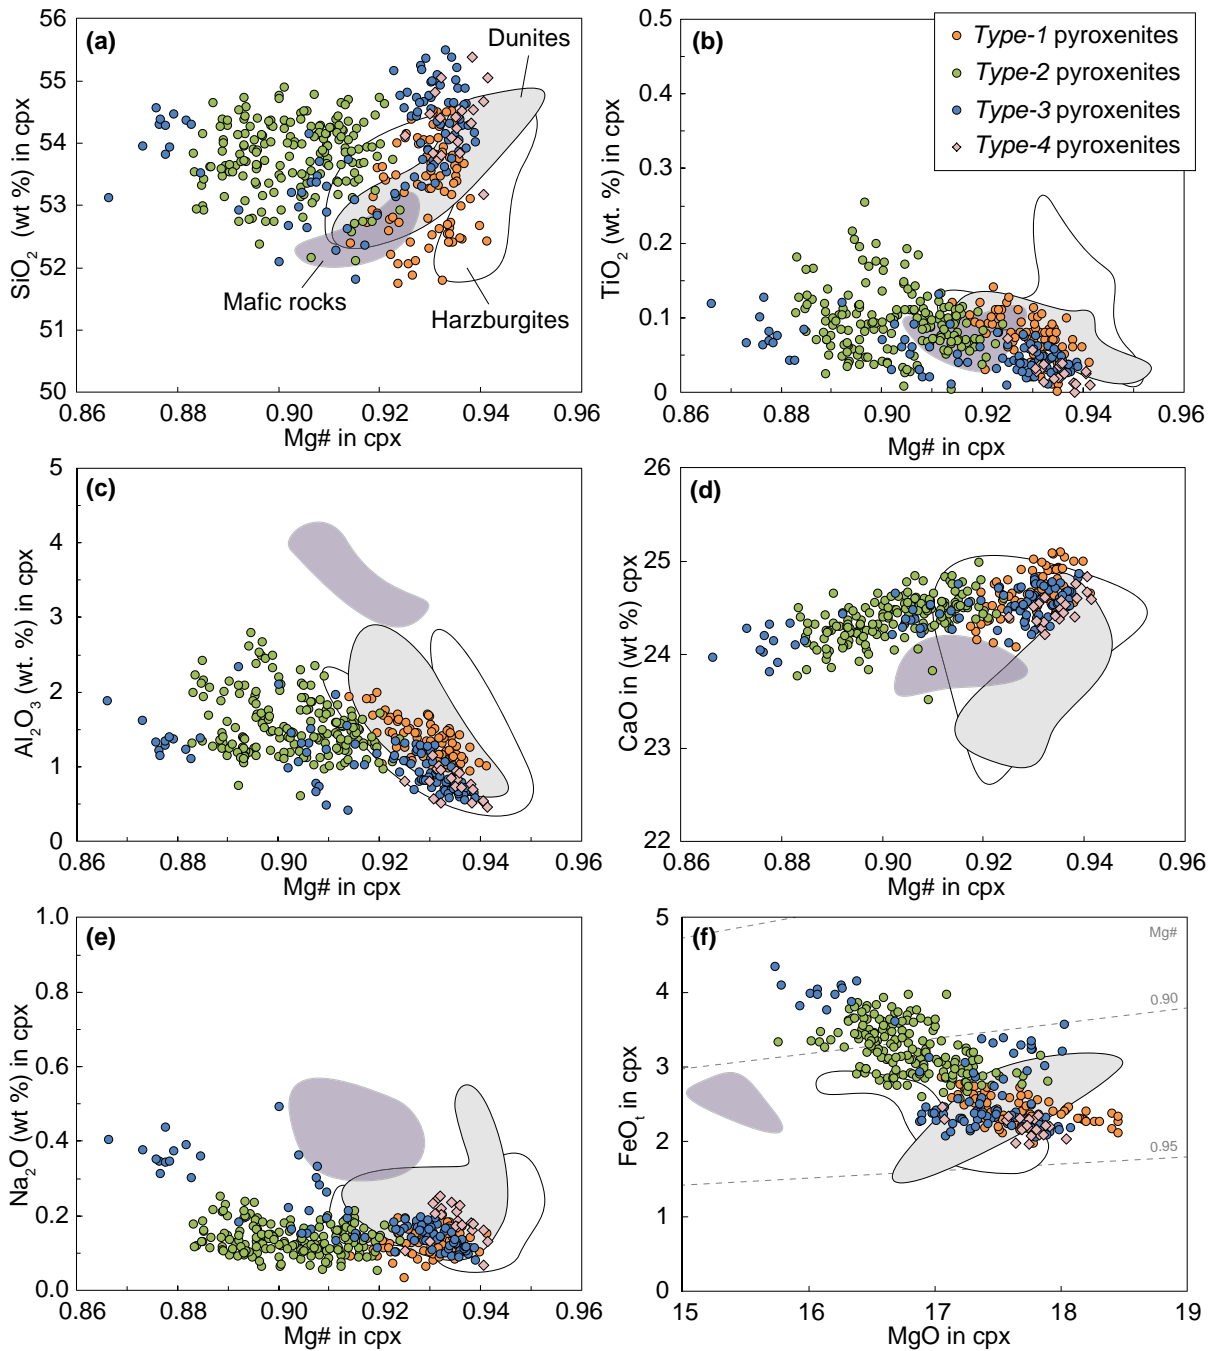 56
(a)
Dunites
55
54
53
52
51
50
Mafic rocks
Harzburgites
SiO2 (wt %) in cpx
0.86 0.88 0.90 0.92 0.94 0.96
Mg# in cpx
0.5
(b)
Type-1 pyroxenites
Type-2 pyroxenites
Type-3 pyroxenites
Type-4 pyroxenites
0.4
0.3
0.2
0.1
0
TiO2 (wt. %) in cpx
0.86 0.88 0.90 0.92 0.94 0.96
Mg# in cpx
5
(c)
4
3
2
1
0
Al2O3 (wt. %) in cpx
0.86 0.88 0.90 0.92 0.94 0.96
Mg# in cpx
26
(d)
25
24
23
22
CaO in (wt %) cpx
0.86 0.88 0.90 0.92 0.94 0.96
Mg# in cpx
1.0
(e)
0.8
0.6
0.4
0.2
0.0
Na2O (wt %) in cpx
0.86 0.88 0.90 0.92 0.94 0.96
Mg# in cpx
5
(f)
Mg#
4
0.90
3
2
0.95
1
0
FeOt in cpx
15 16 17 18 19
MgO in cpx